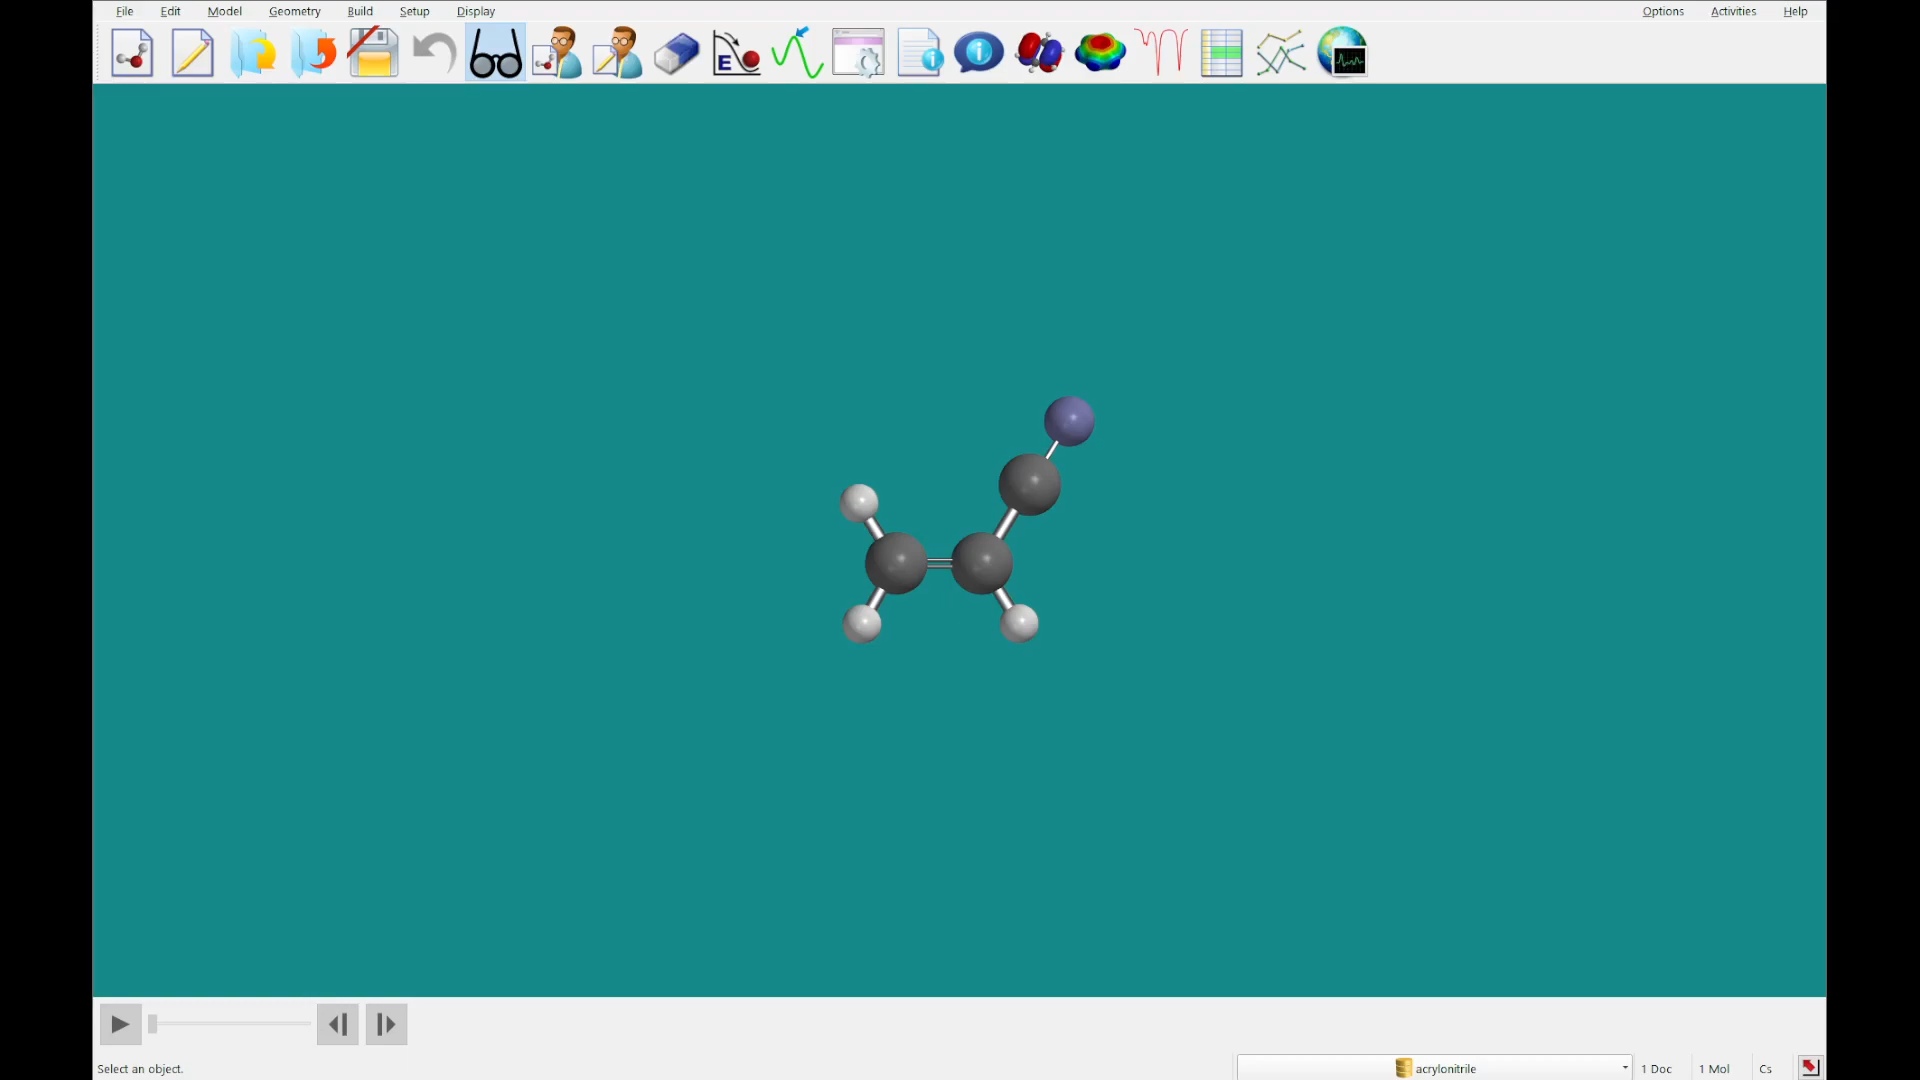 File Edit Model Geometry Build Setup Display Options Activities Help
E
Select an object. acrylonitrile 1 Doc 1 Mol Cs